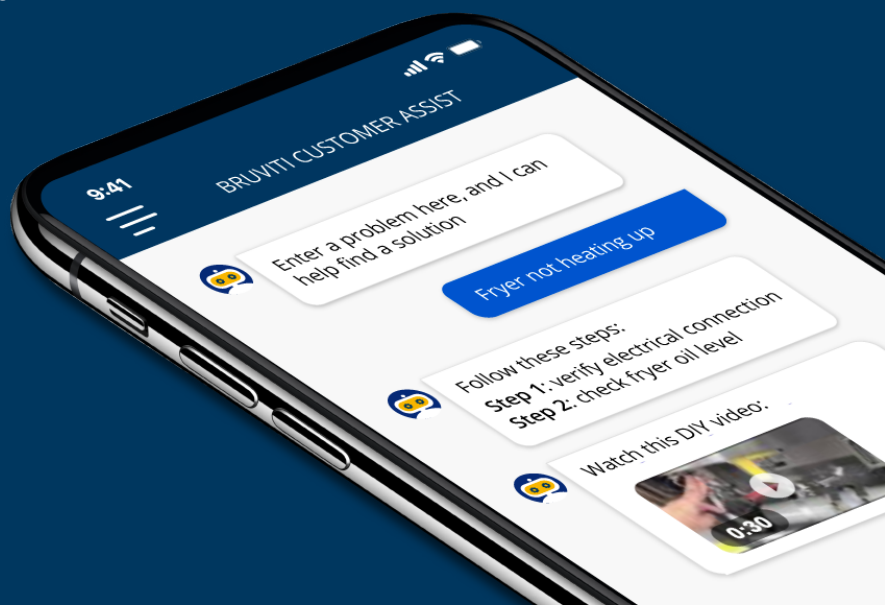 9:41
BRUVITI CUSTOMER ASSIST
Enter a problem here, and I can
help find a solution
Fryer not heating up
Follow these steps:
Step 1: verify electrical connection
Step 2: check fryer oil level
Watch this DIY video:
0:30